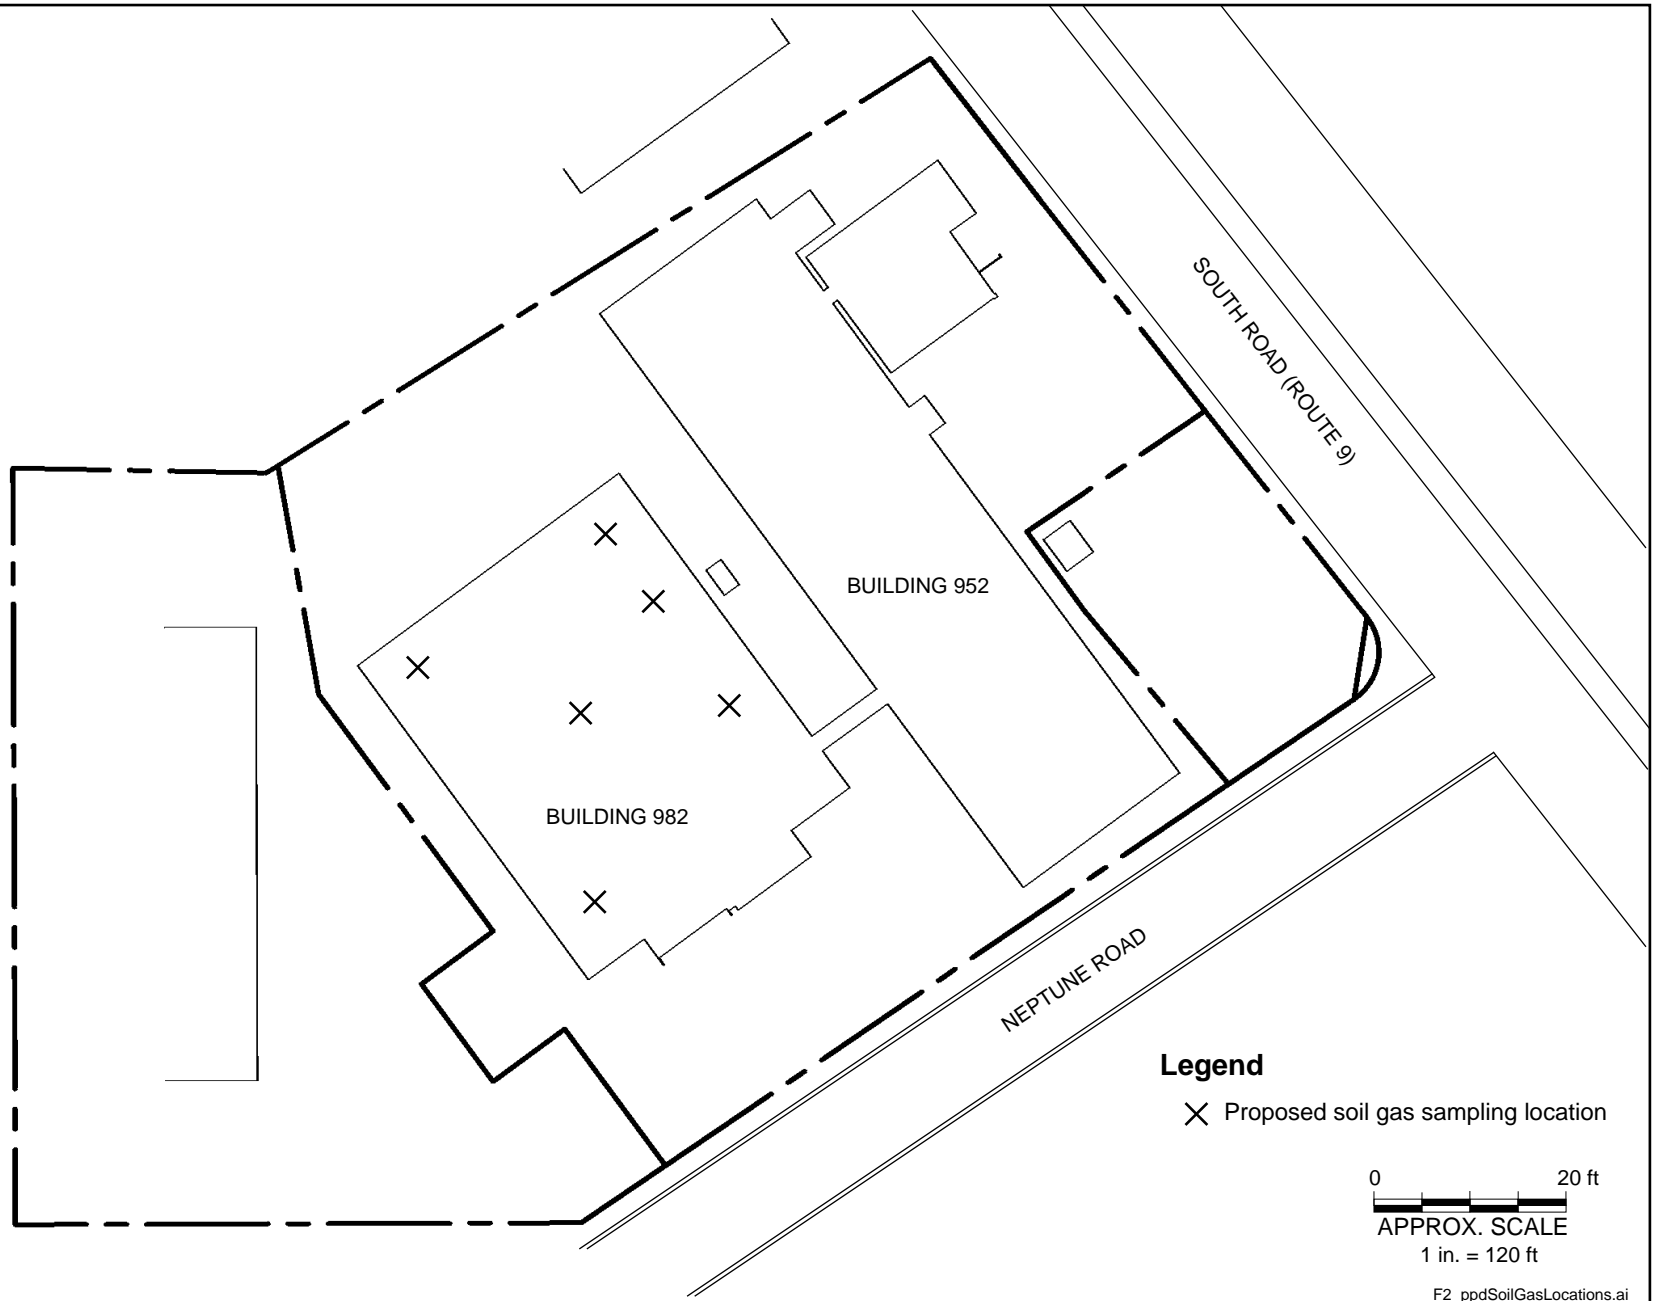 SOUTH ROAD (ROUTE 9)
BUILDING 952
BUILDING 982
NEPTUNE ROAD
Legend
Proposed soil gas sampling location
0 20 ft
APPROX. SCALE
1 in. = 120 ft
F2_ppdSoilGasLocations.ai